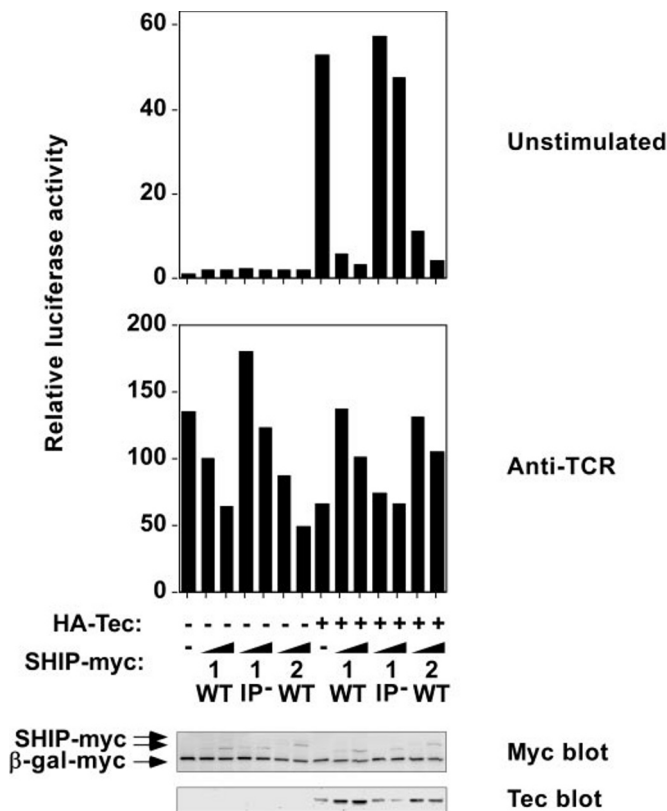 60
40
20
0
Unstimulated
Relative luciferase activity
200
150
100
50
0
Anti-TCR
HA-Tec: - - - - - - - + + + + + + +
SHIP-myc: - 1 1 2 - 1 1 2
WT IP- WT WT IP- WT
SHIP-myc
β-gal-myc
Myc blot
Tec blot